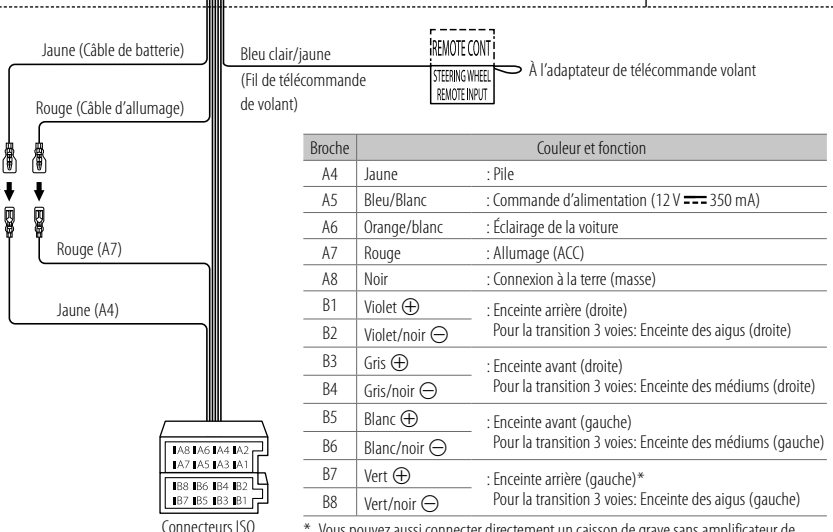 Jaune (Câble de batterie)
Rouge (Câble d'allumage)
Bleu clair/jaune
(Fil de télécommande
de volant)
REMOTE CONT
STEERING WHEEL
REMOTE INPUT
À l'adaptateur de télécommande volant
Rouge (A7)
Jaune (A4)
Broche Couleur et fonction
A4 Jaune : Pile
A5 Bleu/Blanc : Commande d'alimentation (12 V ⎓ 350 mA)
A6 Orange/blanc : Éclairage de la voiture
A7 Rouge : Allumage (ACC)
A8 Noir : Connexion à la terre (masse)
B1 Violet ⊕ : Enceinte arrière (droite)
B2 Violet/noir ⊖ Pour la transition 3 voies: Enceinte des aigus (droite)
B3 Gris ⊕ : Enceinte avant (droite)
B4 Gris/noir ⊖ Pour la transition 3 voies: Enceinte des médiums (droite)
B5 Blanc ⊕ : Enceinte avant (gauche)
B6 Blanc/noir ⊖ Pour la transition 3 voies: Enceinte des médiums (gauche)
B7 Vert ⊕ : Enceinte arrière (gauche)*
B8 Vert/noir ⊖ Pour la transition 3 voies: Enceinte des aigus (gauche)
A8 A6 A4 A2
A7 A5 A3 A1
B8 B6 B4 B2
B7 B5 B3 B1
Connecteurs ISO
* Vous pouvez aussi connecter directement un caisson de grave sans amplificateur de